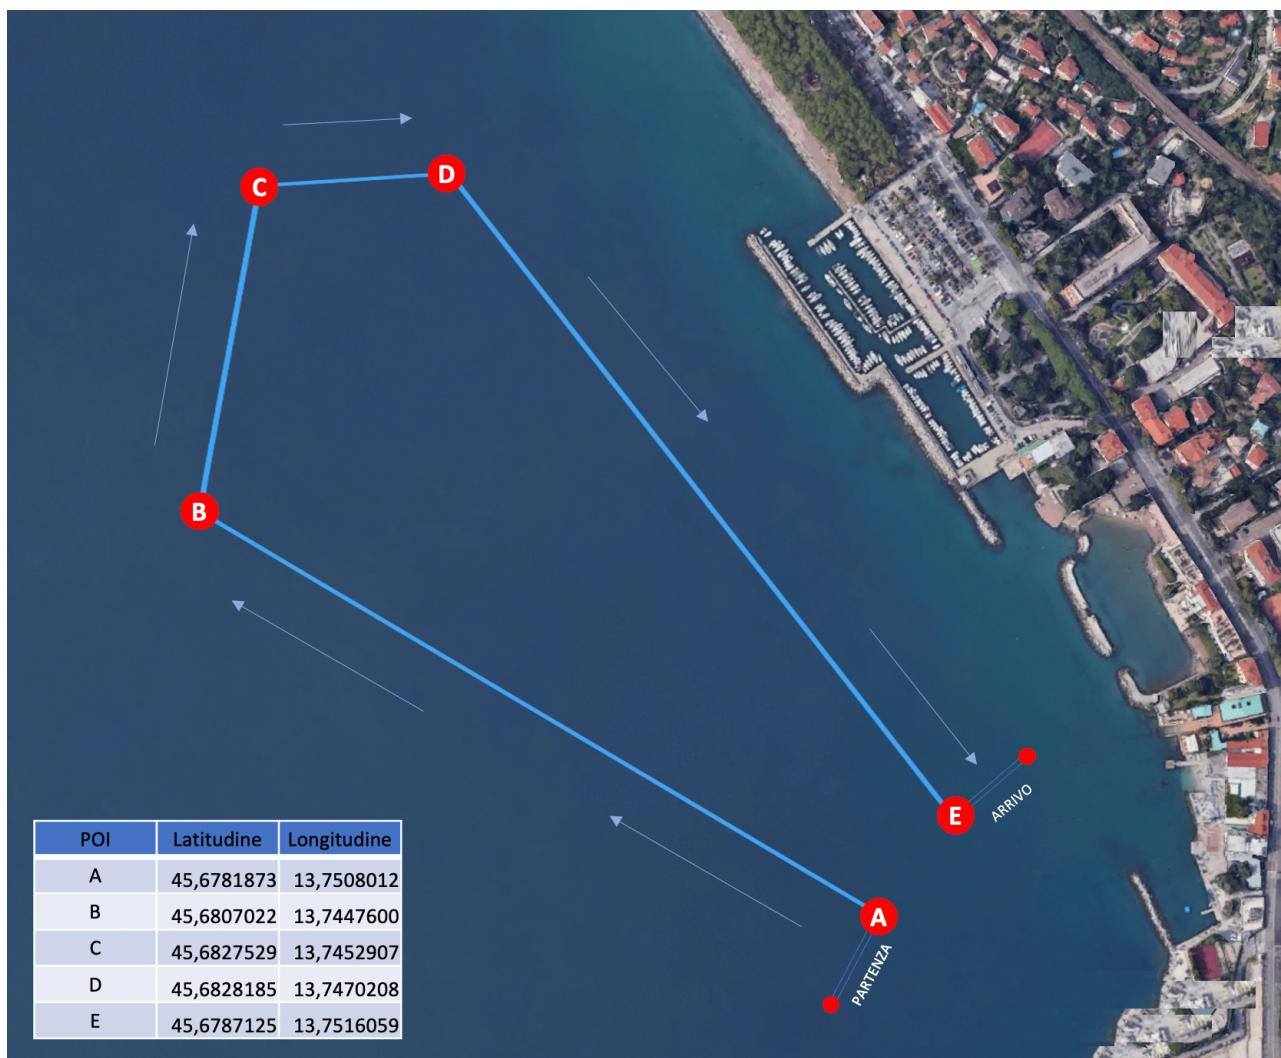 D
C
B
E
ARRIVO
A
PARTENZA
POI Latitudine Longitudine
A 45,6781873 13,7508012
B 45,6807022 13,7447600
C 45,6827529 13,7452907
D 45,6828185 13,7470208
E 45,6787125 13,7516059